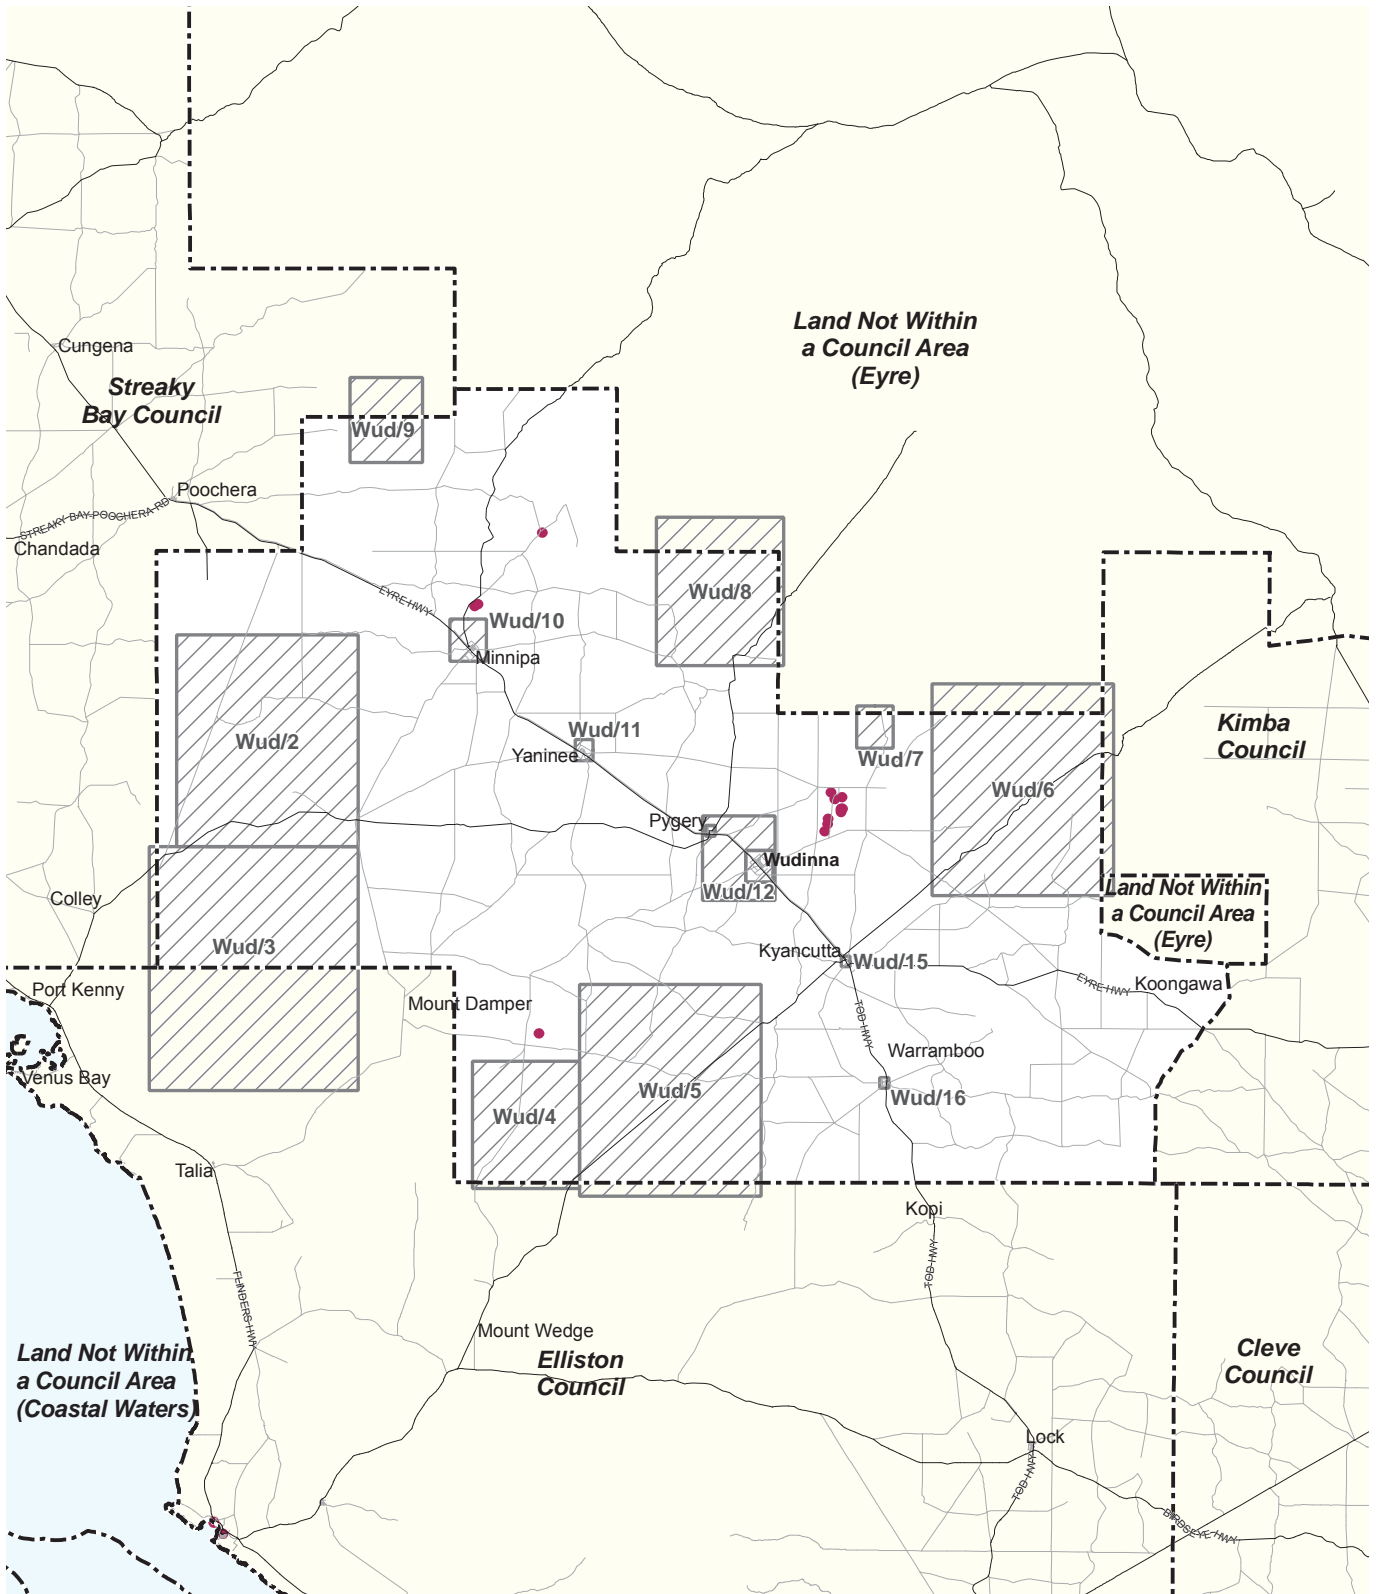 Land Not Within
a Council Area
(Eyre)
Cungena
Streaky
Bay Council
Wud/9
Poochera
STREAKY BAY-POOCHERA RD
Chandada
EYRE HWY
Wud/8
Wud/10
Minnipa
Wud/2
Wud/11
Yaninee
Kimba
Council
Wud/7
Wud/6
Pygery
Wudinna
Wud/12
Land Not Within
a Council Area
(Eyre)
Colley
Wud/3
Kyancutta
Wud/15
EYRE HWY
Koongawa
Port Kenny
Mount Damper
TOD HWY
Warramboo
Venus Bay
Wud/5
Wud/4
Wud/16
Talia
Kopi
TOD HWY
FLINDERS HWY
Mount Wedge
Elliston
Council
Cleve
Council
Land Not Within
a Council Area
(Coastal Waters)
Lock
TOD HWY
BIRDSEYE HWY